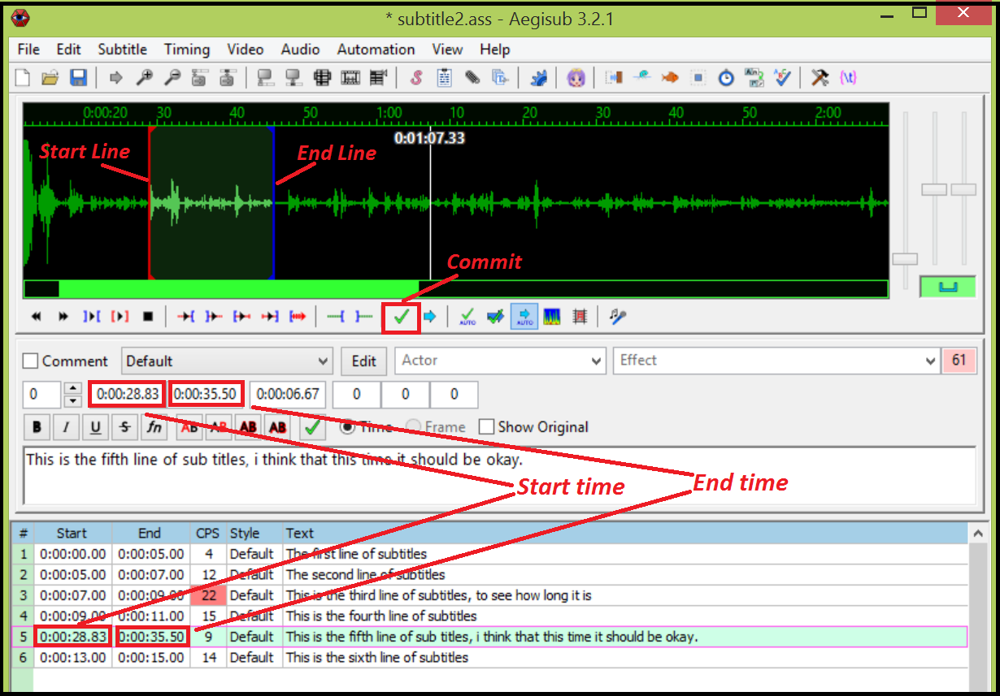 * subtitle2.ass - Aegisub 3.2.1
File Edit Subtitle Timing Video Audio Automation View Help
0:00:20 30 40 50 1:00 10 20 30 40 50 2:00
0:01:07.33
Start Line
End Line
Commit
AUTO AUTO
Comment Default Edit Actor Effect 61
0 0:00:28.83 0:00:35.50 0:00:06.67 0 0 0
B I U S fn AB AB AB AB Time Frame Show Original
This is the fifth line of sub titles, i think that this time it should be okay.
Start time
End time
# Start End CPS Style Text
1 0:00:00.00 0:00:05.00 4 Default The first line of subtitles
2 0:00:05.00 0:00:07.00 12 Default The second line of subtitles
3 0:00:07.00 0:00:09.00 22 Default This is the third line of subtitles, to see how long it is
4 0:00:09.00 0:00:11.00 15 Default This is the fourth line of subtitles
5 0:00:28.83 0:00:35.50 9 Default This is the fifth line of sub titles, i think that this time it should be okay.
6 0:00:13.00 0:00:15.00 14 Default This is the sixth line of subtitles